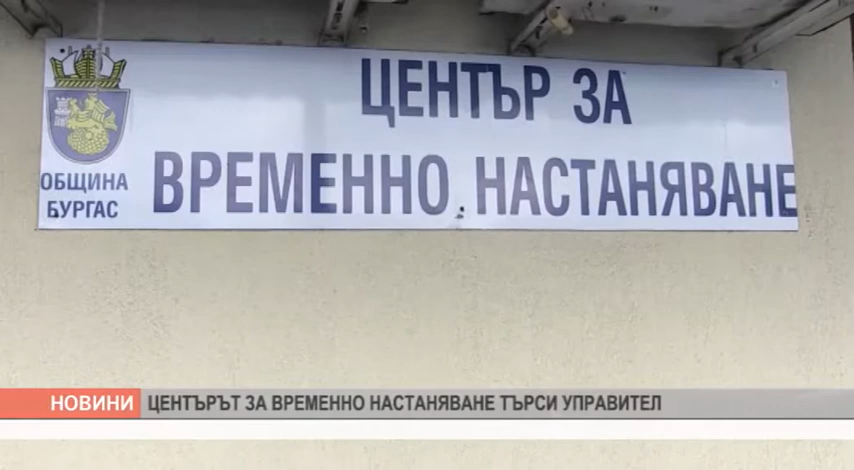 ЦЕНТЪР ЗА
ВРЕМЕННО НАСТАНЯВАНЕ
ОБЩИНА
БУРГАС
НОВИНИ
ЦЕНТЪРЪТ ЗА ВРЕМЕННО НАСТАНЯВАНЕ ТЪРСИ УПРАВИТЕЛ